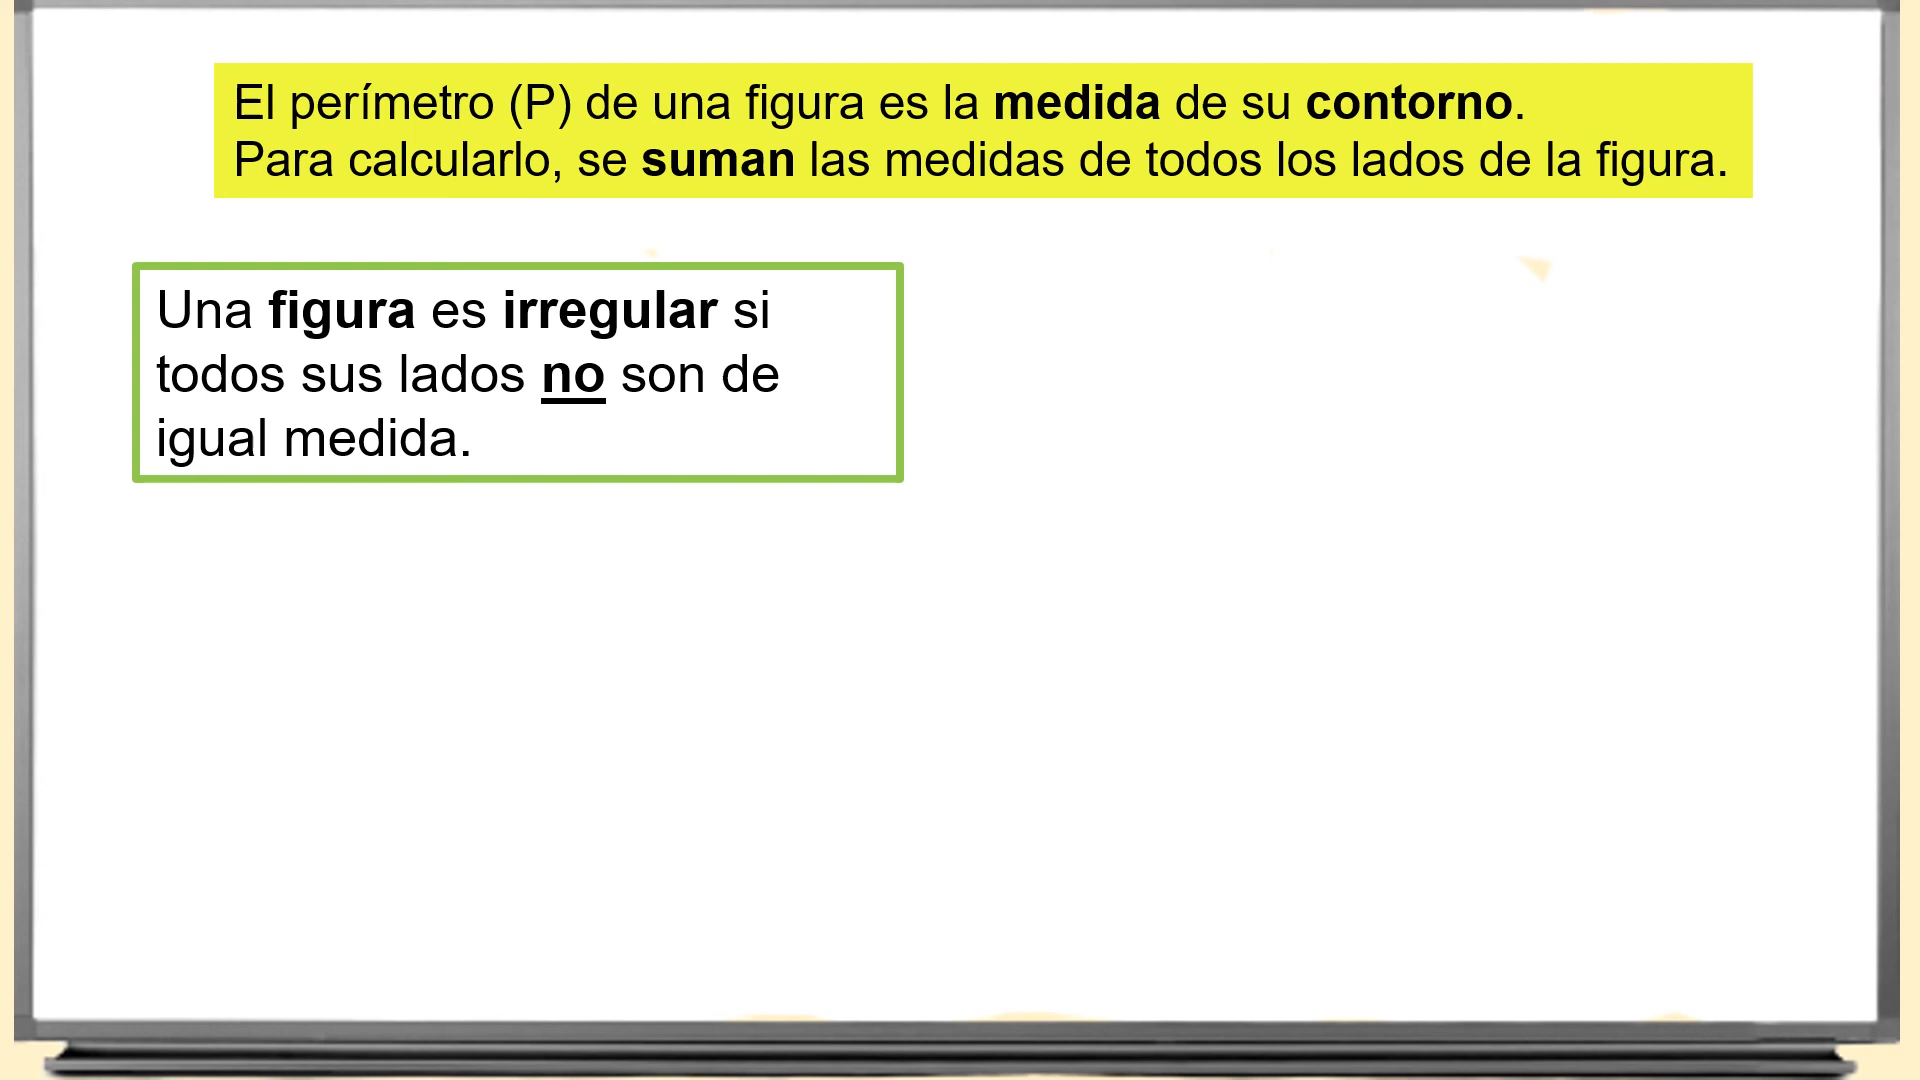 El perímetro (P) de una figura es la medida de su contorno.
Para calcularlo, se suman las medidas de todos los lados de la figura.
Una figura es irregular si
todos sus lados no son de
igual medida.